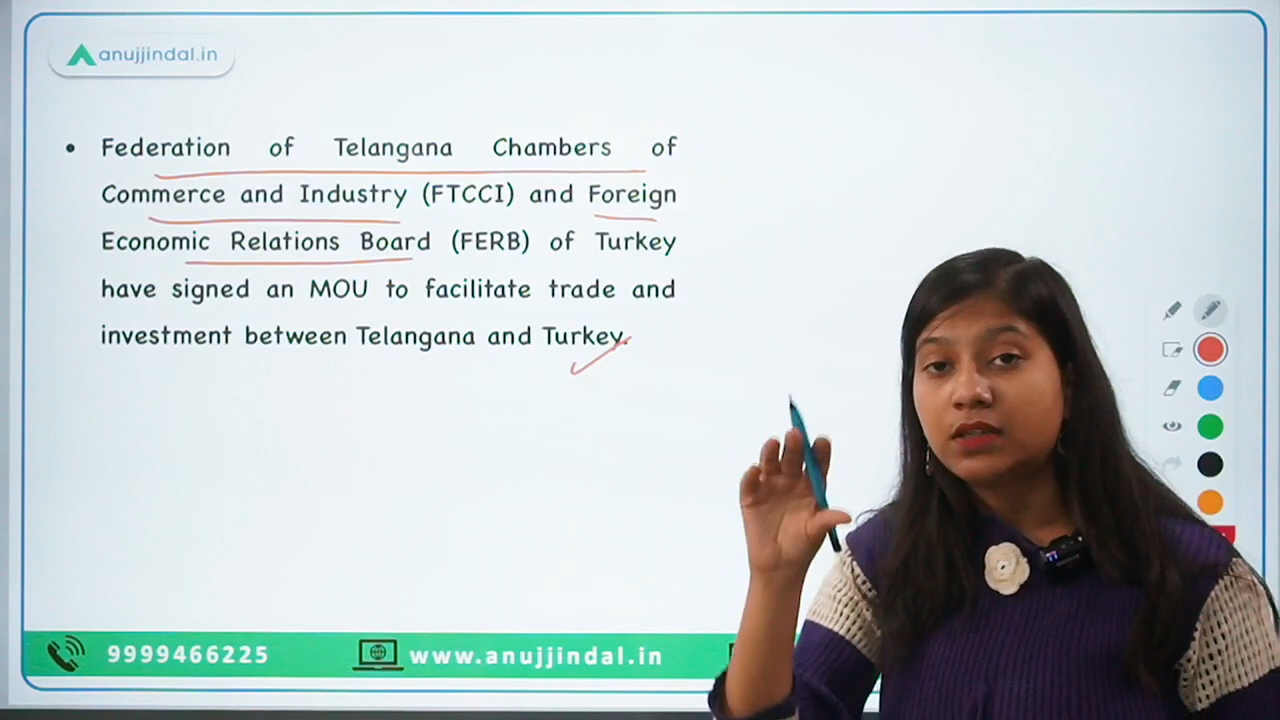 anujjindal.in
• Federation of Telangana Chambers of
Commerce and Industry (FTCCI) and Foreign
Economic Relations Board (FERB) of Turkey
have signed an MOU to facilitate trade and
investment between Telangana and Turkey.
9999466225
www.anujjindal.in